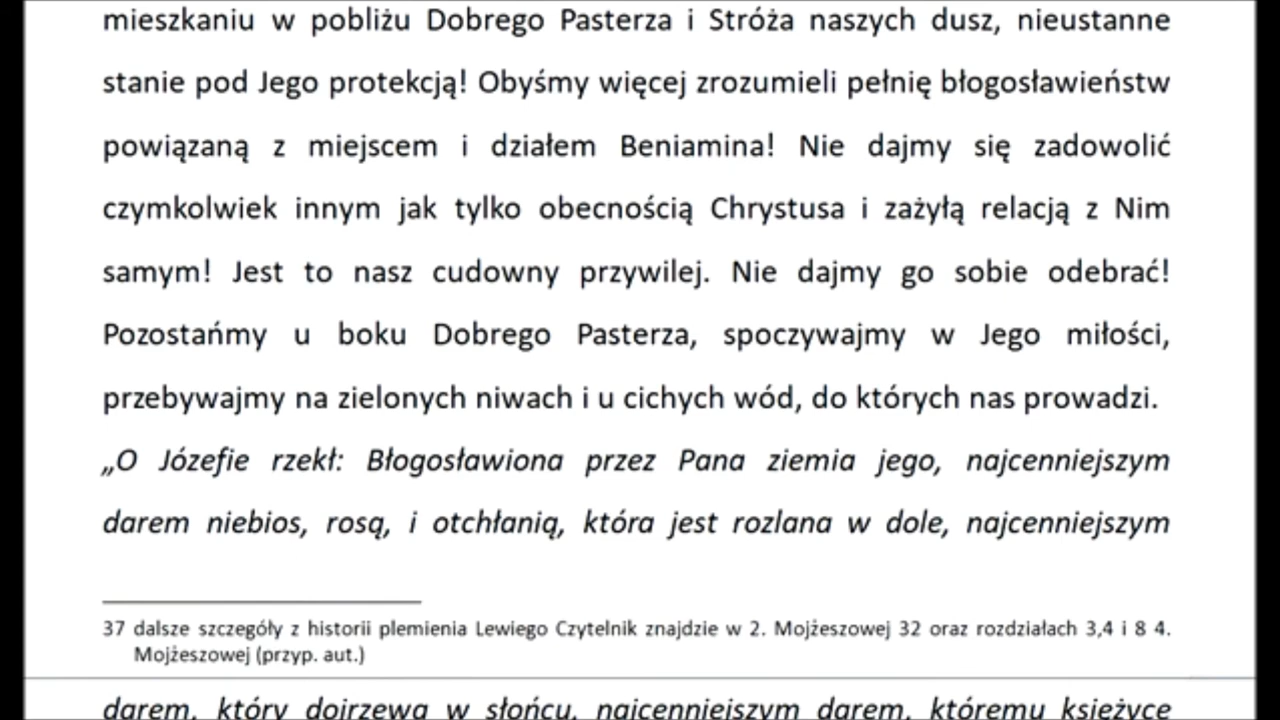 mieszkaniu w pobliżu Dobrego Pasterza i Stróża naszych dusz, nieustanne
stanie pod Jego protekcją! Obyśmy więcej zrozumieli pełnię błogosławieństw
powiązaną z miejscem i działem Beniamina! Nie dajmy się zadowolić
czymkolwiek innym jak tylko obecnością Chrystusa i zażyłą relacją z Nim
samym! Jest to nasz cudowny przywilej. Nie dajmy go sobie odebrać!
Pozostańmy u boku Dobrego Pasterza, spoczywajmy w Jego miłości,
przebywajmy na zielonych niwach i u cichych wód, do których nas prowadzi.
„O Józefie rzekł: Błogosławiona przez Pana ziemia jego, najcenniejszym
darem niebios, rosą, i otchłanią, która jest rozlana w dole, najcenniejszym
37 dalsze szczegóły z historii plemienia Lewiego Czytelnik znajdzie w 2. Mojżeszowej 32 oraz rozdziałach 3,4 i 8 4.
Mojżeszowej (przyp. aut.)
darem, który dojrzewa w słońcu, najcenniejszym darem, któremu księżyce